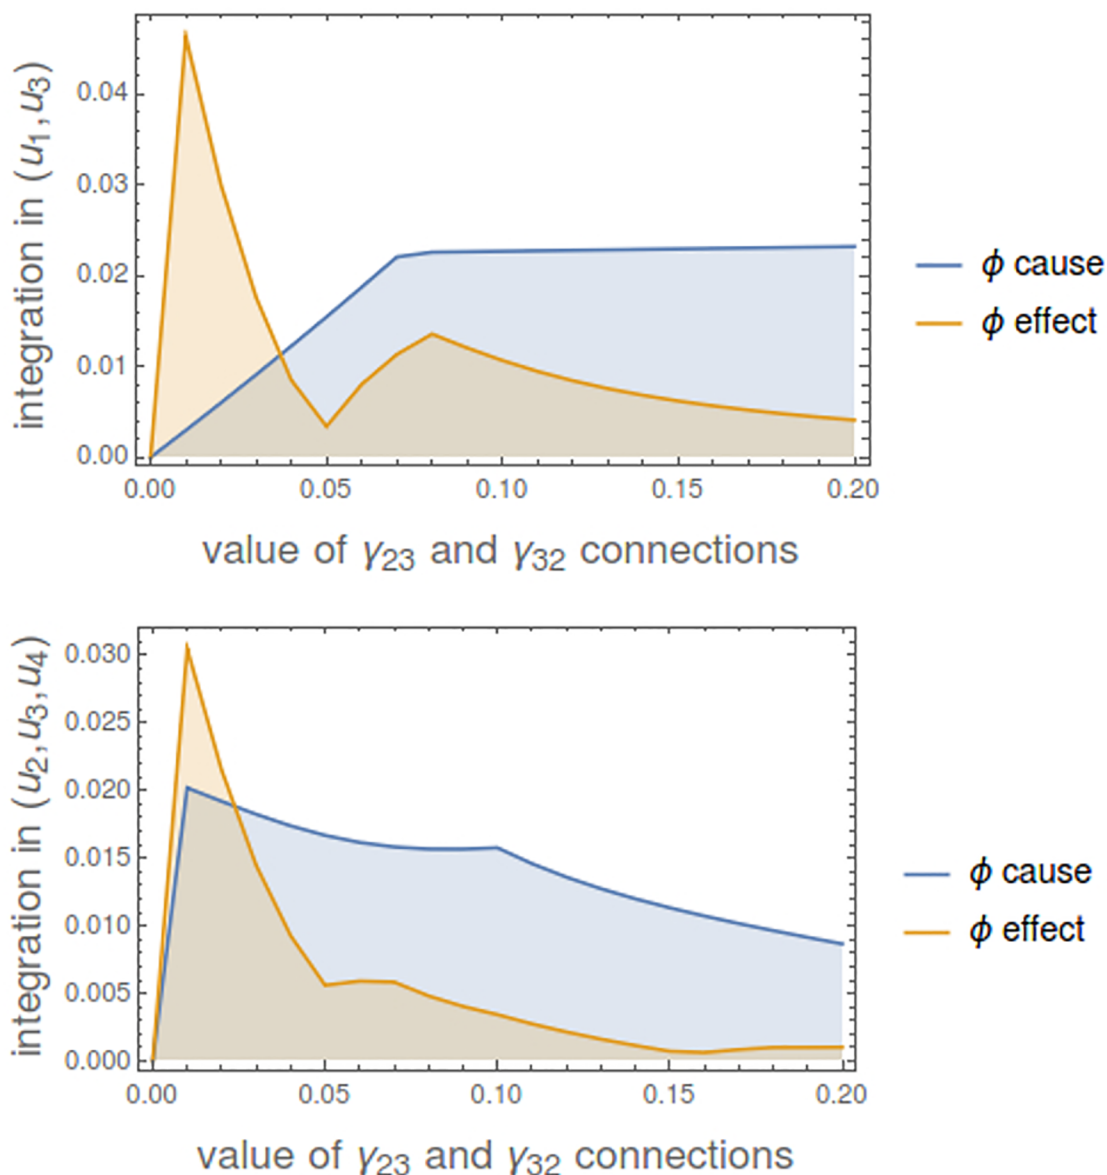 integration in (u₁,u₃)
0.04
0.03
0.02
0.01
0.00
0.00 0.05 0.10 0.15 0.20
value of γ₂₃ and γ₃₂ connections
ϕ cause
ϕ effect
integration in (u₂,u₃,u₄)
0.030
0.025
0.020
0.015
0.010
0.005
0.000
0.00 0.05 0.10 0.15 0.20
value of γ₂₃ and γ₃₂ connections
ϕ cause
ϕ effect